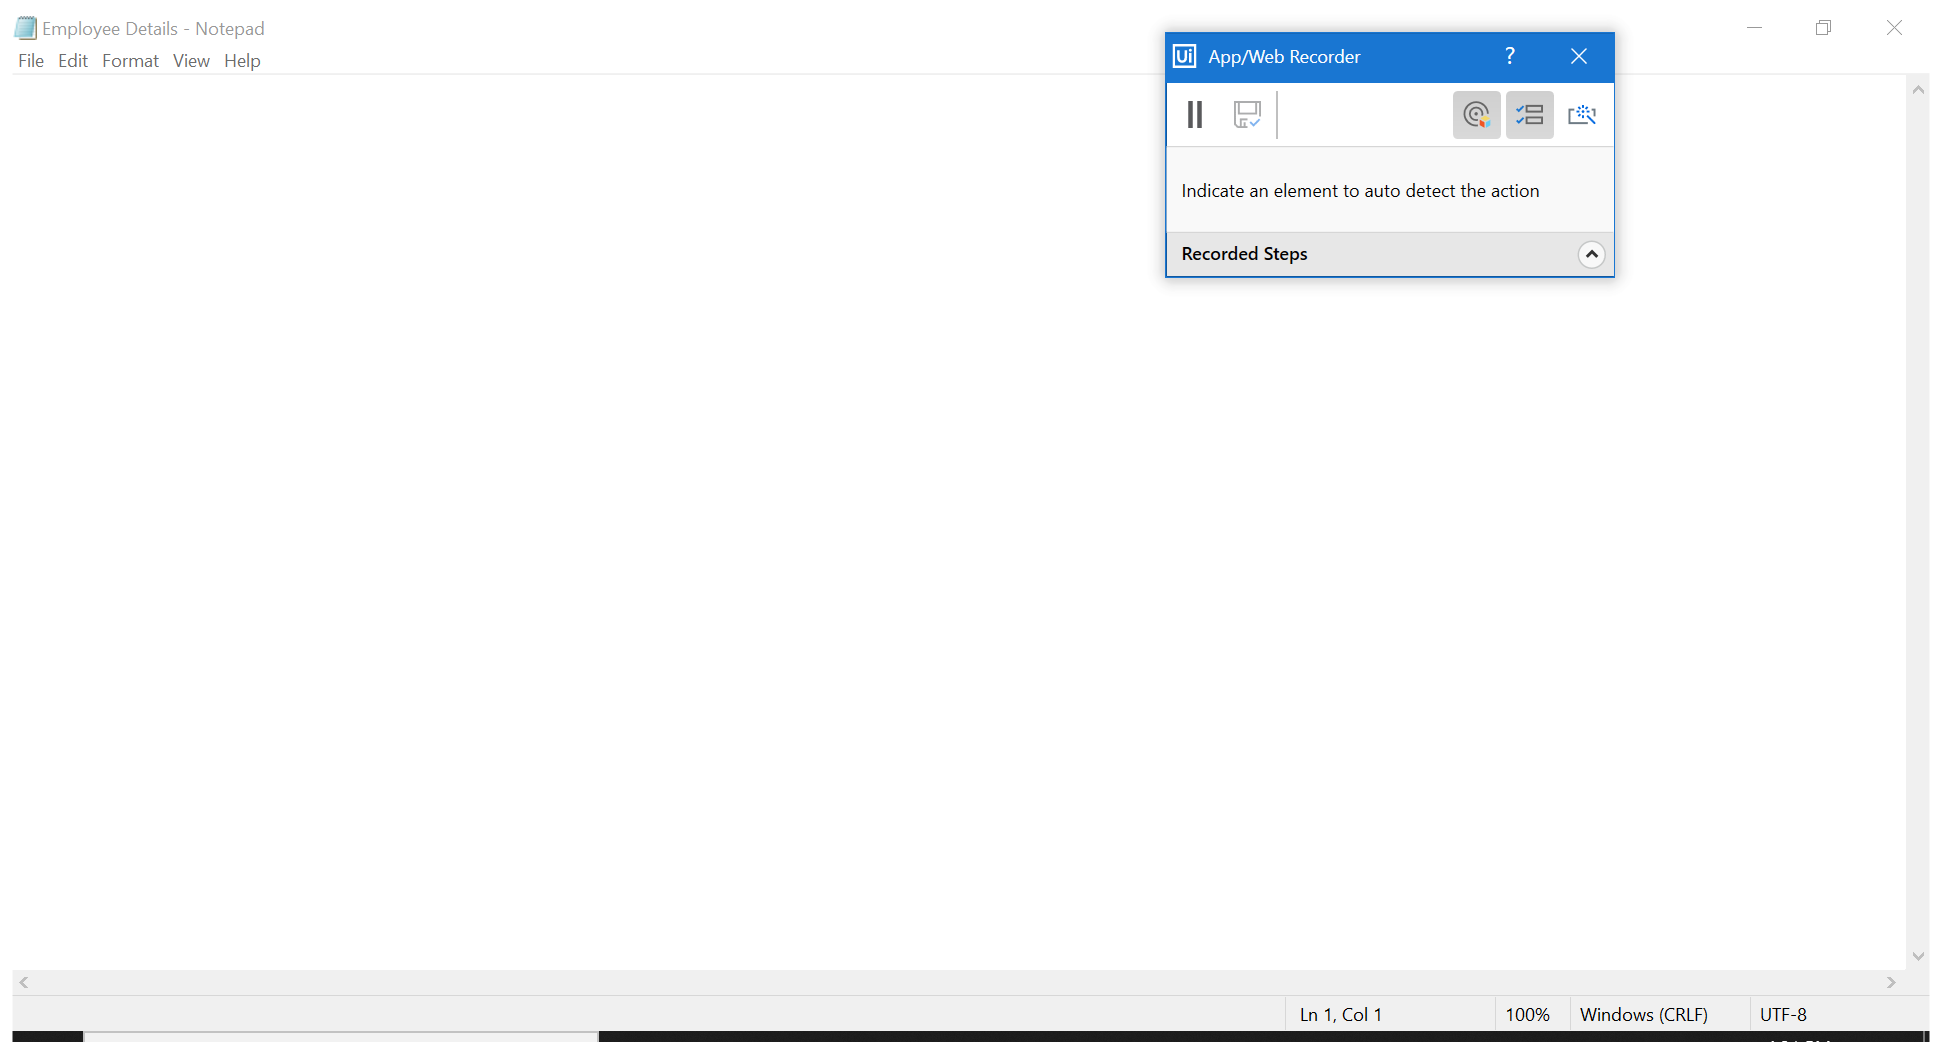 Employee Details - Notepad
File Edit Format View Help
Ui App/Web Recorder ?
Indicate an element to auto detect the action
Recorded Steps
Ln 1, Col 1 100% Windows (CRLF) UTF-8